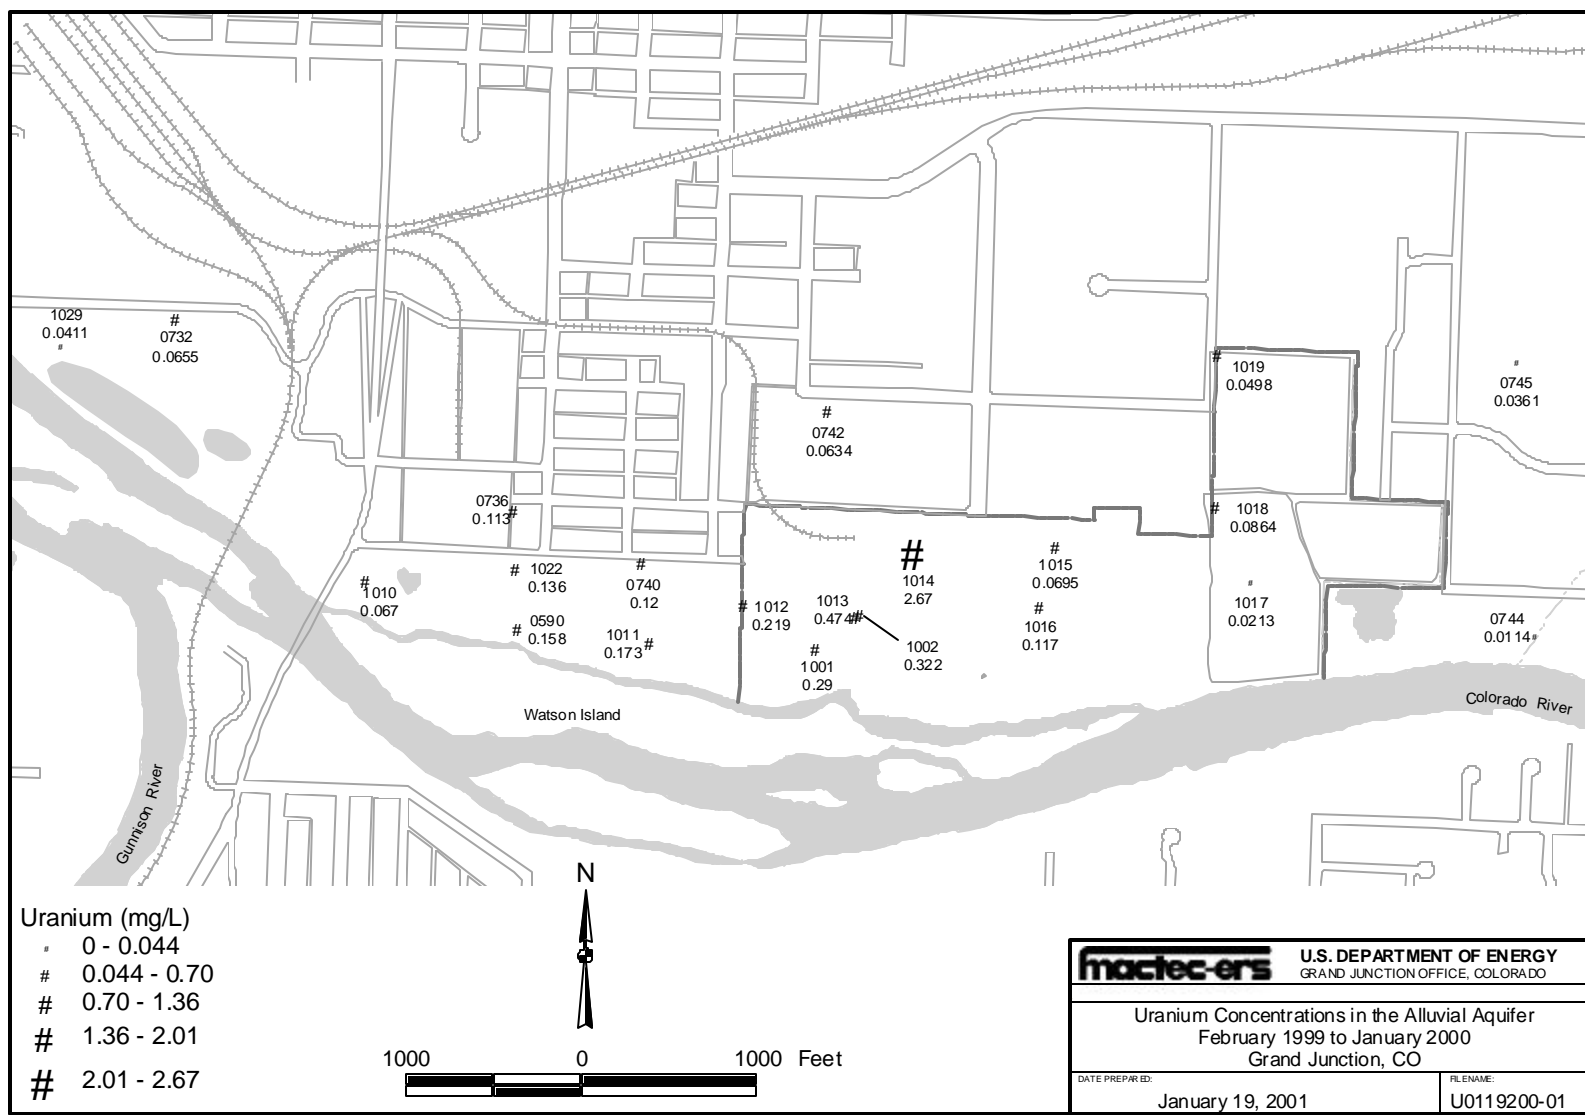 1029
0.0411
#
#
0732
0.0655
#
1019
0.0498
#
0745
0.0361
#
0742
0.0634
0736
0.113
#
#
1018
0.0864
#
1010
0.067
#
1022
0.136
#
0740
0.12
#
0590
0.158
1011
0.173
#
#
1012
0.219
1013
0.474
##
1002
0.322
#
1001
0.29
#
1014
2.67
#
1015
0.0695
#
1016
0.117
#
1017
0.0213
0744
0.0114
#
Watson Island
Colorado River
Gunnison River
N
Uranium (mg/L)
# 0 - 0.044
# 0.044 - 0.70
# 0.70 - 1.36
# 1.36 - 2.01
# 2.01 - 2.67
1000 0 1000 Feet
mactec-ers
U.S. DEPARTMENT OF ENERGY
GRAND JUNCTION OFFICE, COLORADO
Uranium Concentrations in the Alluvial Aquifer
February 1999 to January 2000
Grand Junction, CO
DATE PREPARED:
January 19, 2001
FILENAME:
U0119200-01